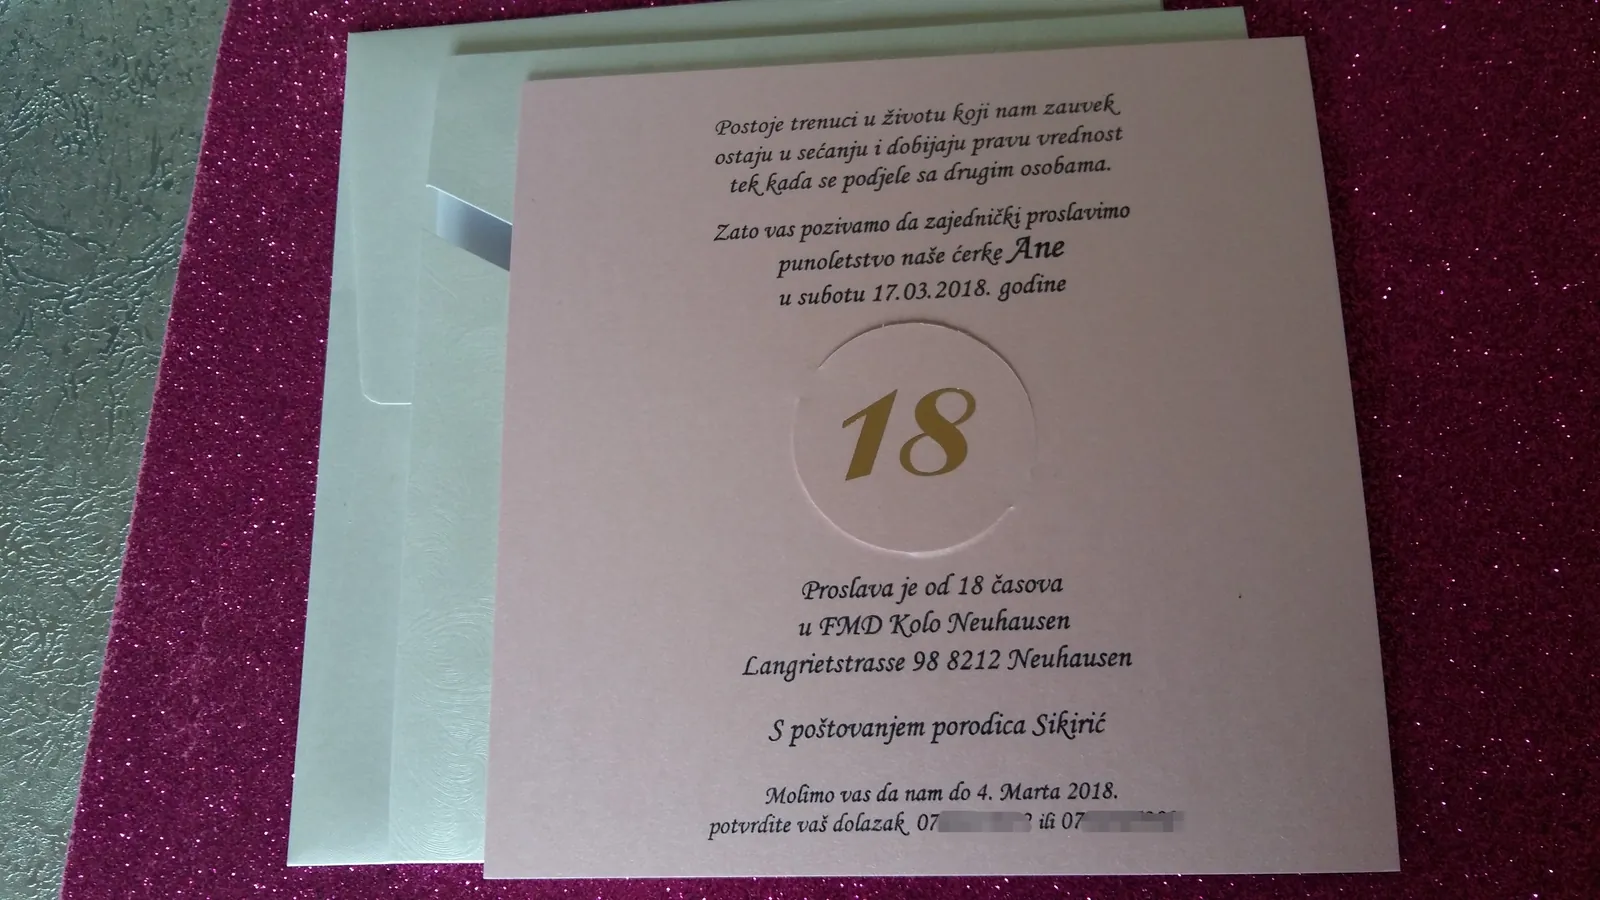 Postoje trenuci u životu koji nam zauvek
ostaju u sećanju i dobijaju pravu vrednost
tek kada se podjele sa drugim osobama.
Zato vas pozivamo da zajednički proslavimo
punoletstvo naše ćerke Ane
u subotu 17.03.2018. godine
18
Proslava je od 18 časova
u FMD Kolo Neuhausen
Langrietstrasse 98 8212 Neuhausen
S poštovanjem porodica Sikirić
Molimo vas da nam do 4. Marta 2018.
potvrdite vaš dolazak 07 ili 07